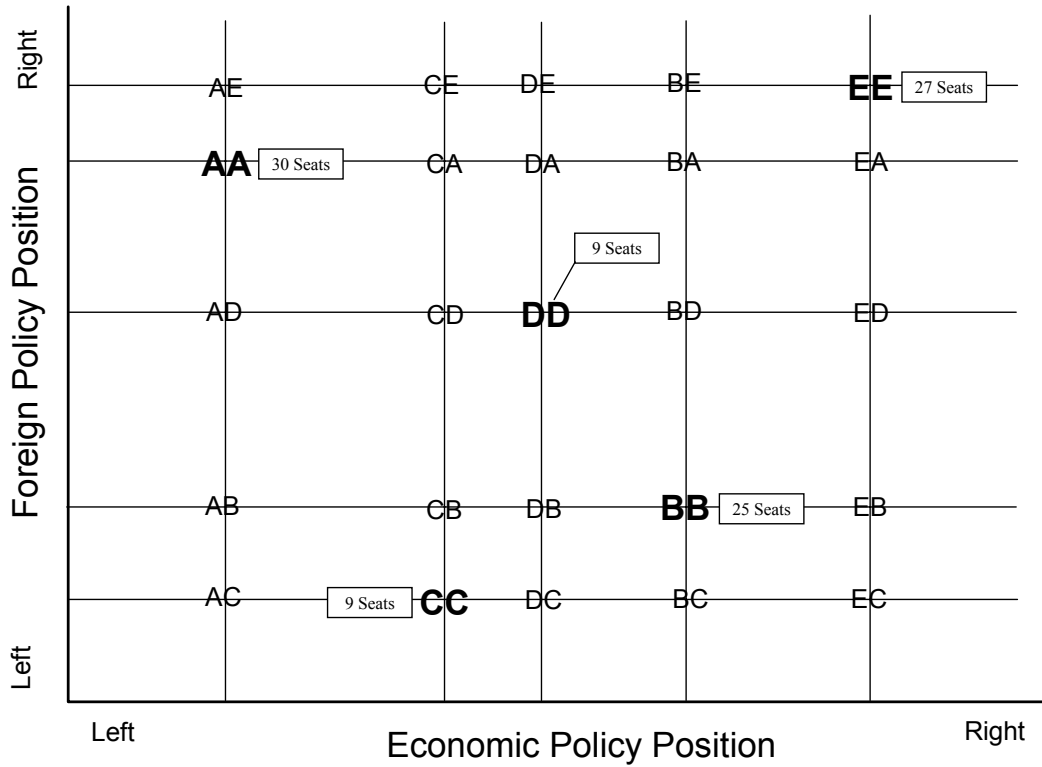 Right
AE
CE
DE
BE
EE
27 Seats
AA
30 Seats
CA
DA
BA
EA
9 Seats
Foreign Policy Position
AD
CD
DD
BD
ED
AB
CB
DB
BB
25 Seats
EB
AC
9 Seats
CC
DC
BC
EC
Left
Left
Economic Policy Position
Right